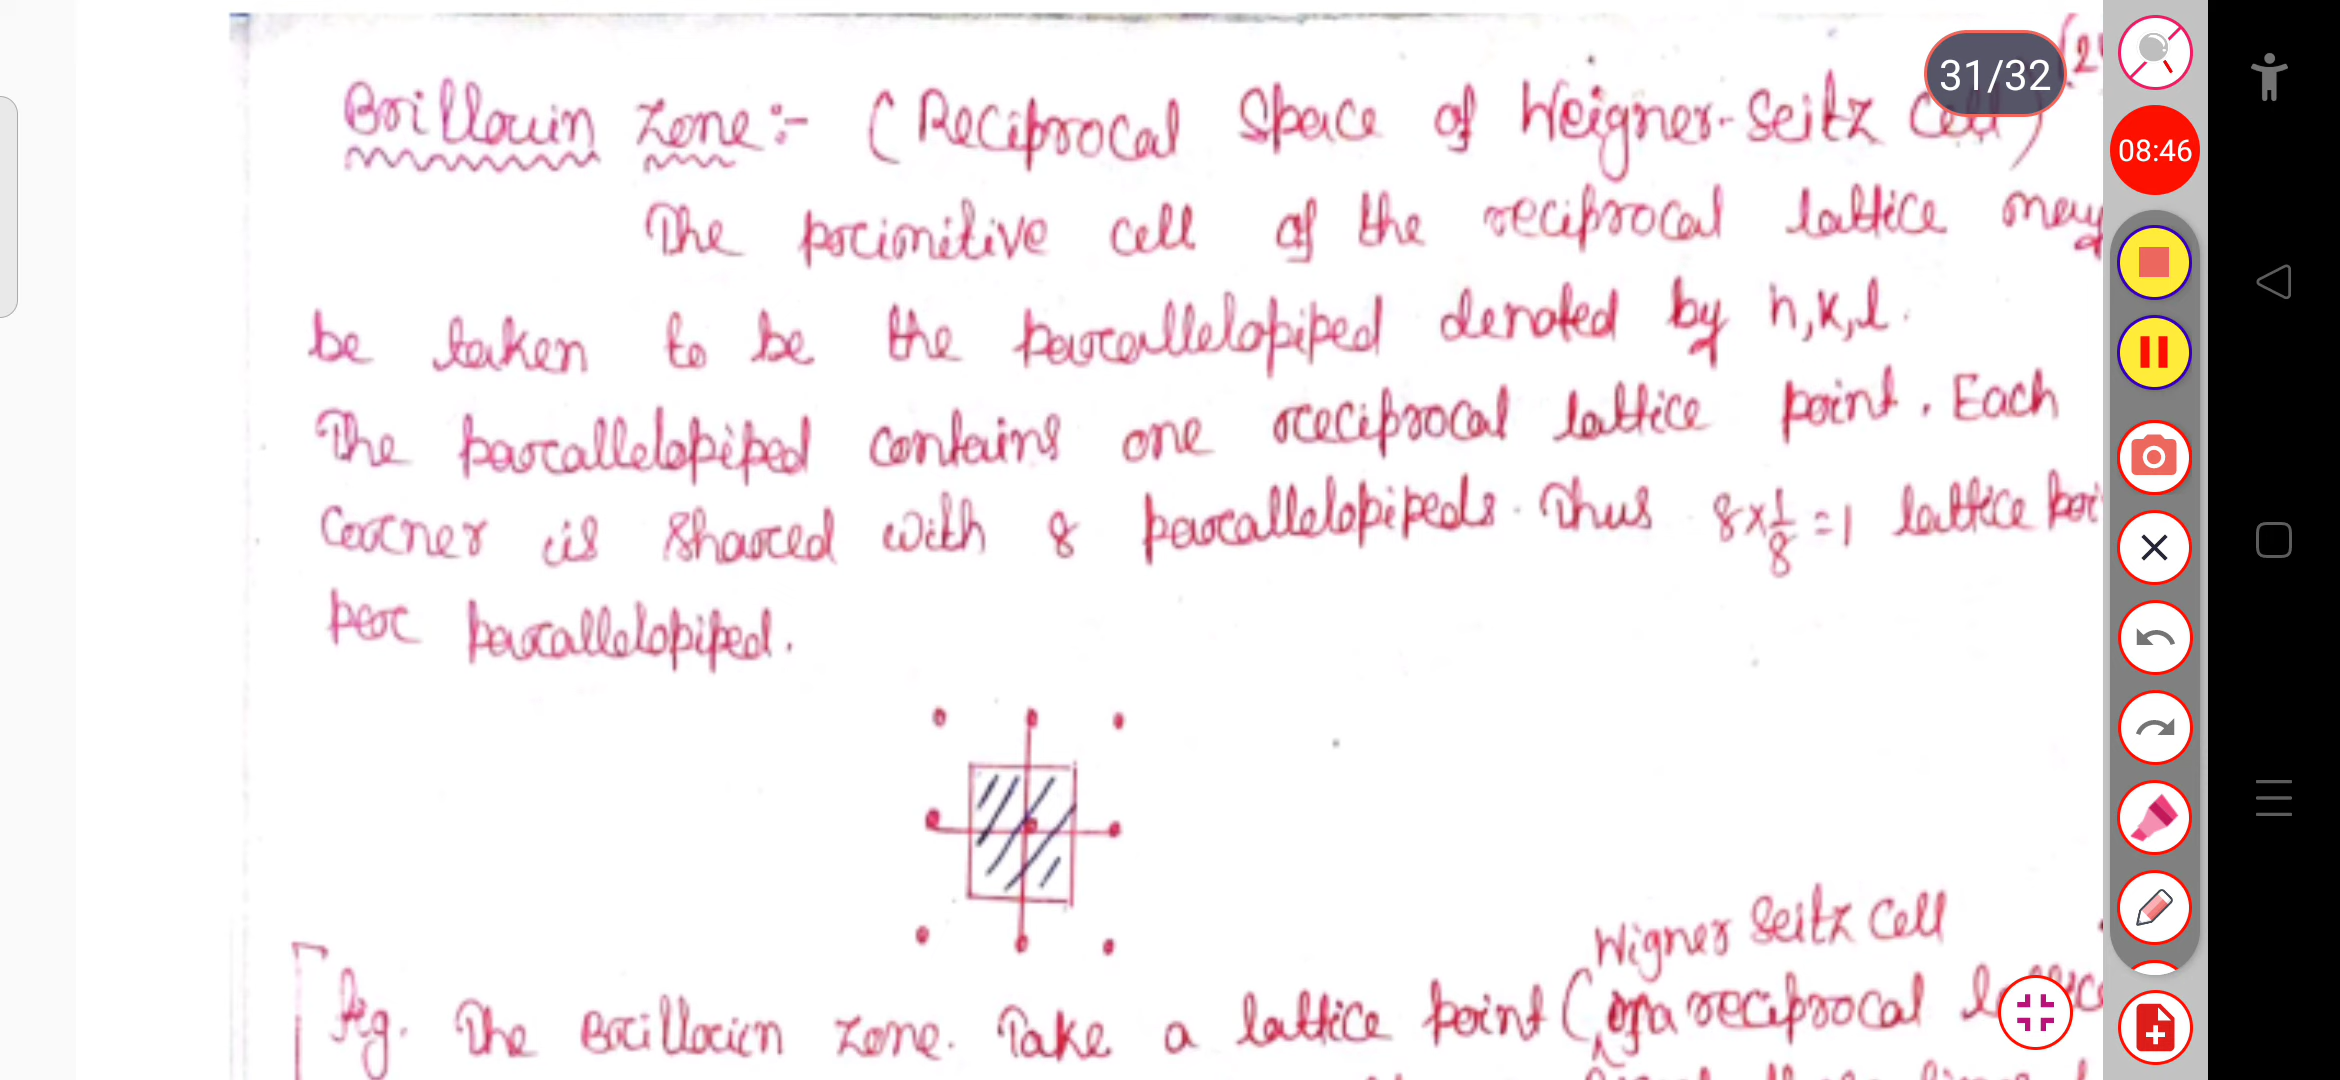 31/32
08:46
Brillouin Zone :- (Reciprocal Space of Weigner-Seitz Cell)
The primitive cell of the reciprocal lattice may
be taken to be the parallelopiped denoted by h,k,l.
The parallelopiped contains one reciprocal lattice point. Each
Corner is shared with 8 parallelopipeds. Thus 8×1/8=1 lattice poi
per parallelopiped.
Wigner Seitz Cell
Fig. The Brillouin Zone. Take a lattice point (of a reciprocal